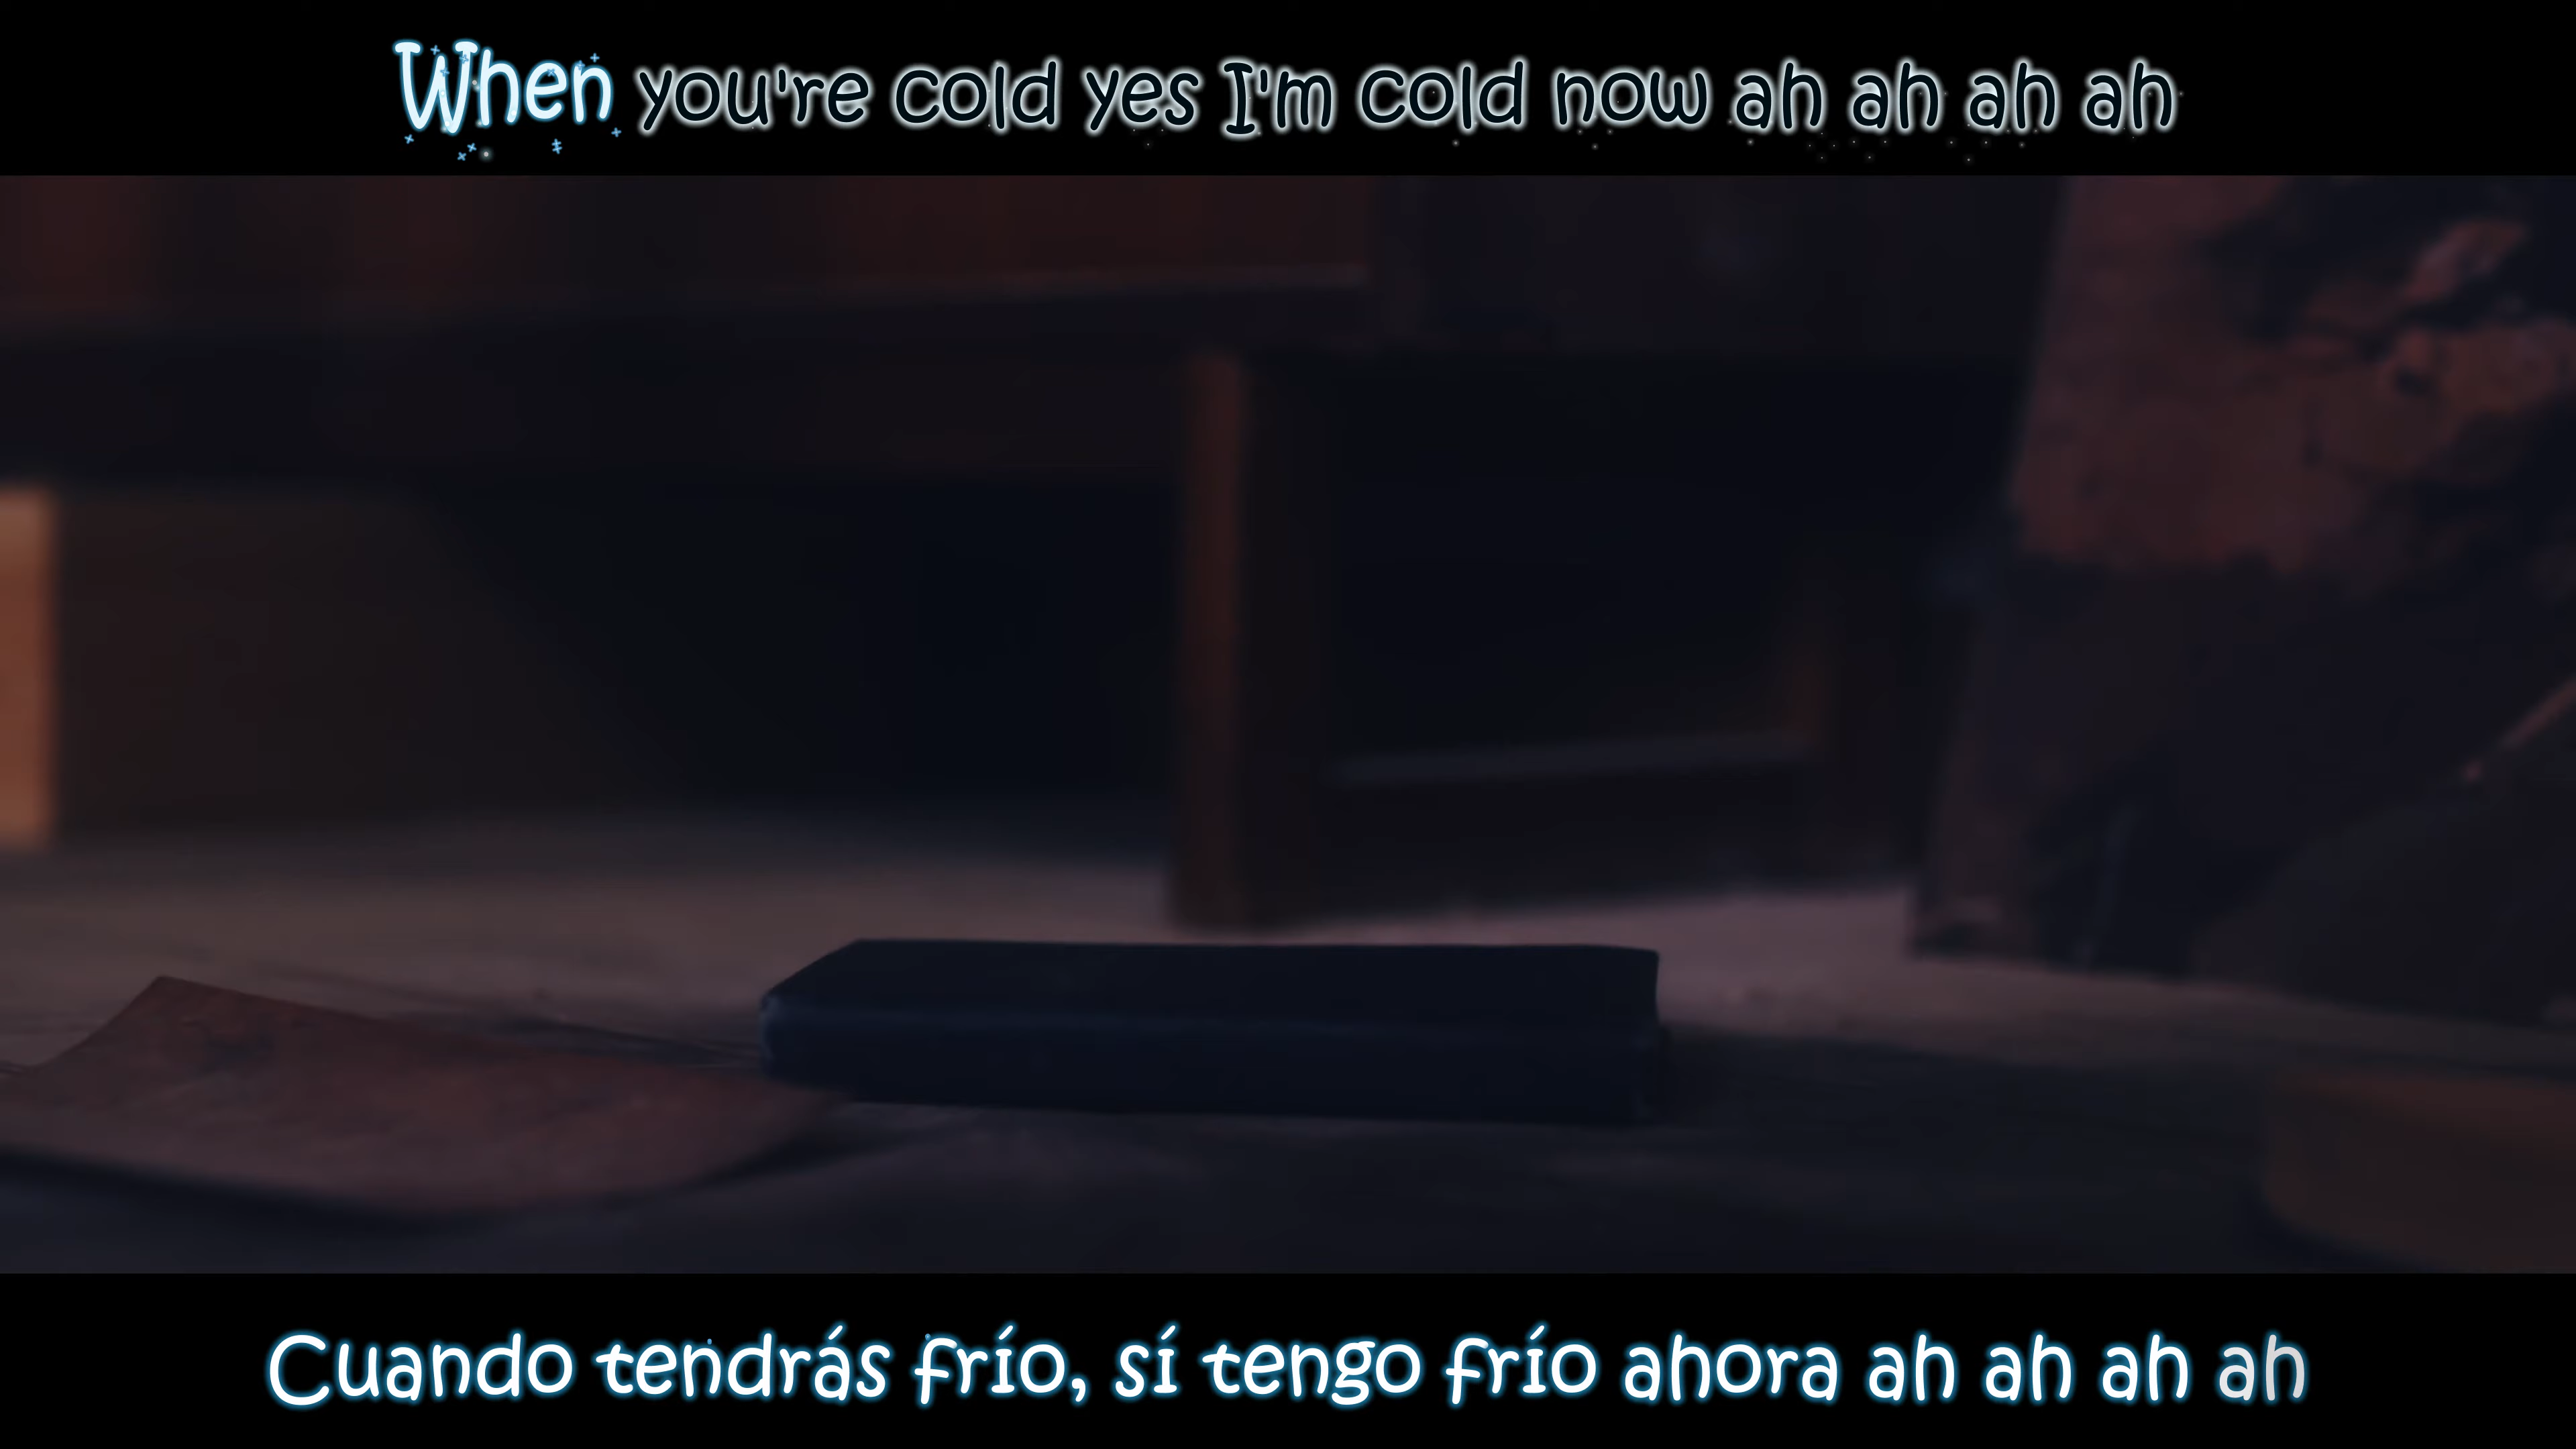 When you're cold yes I'm cold now ah ah ah ah
Cuando tendrás frío, sí tengo frío ahora ah ah ah ah